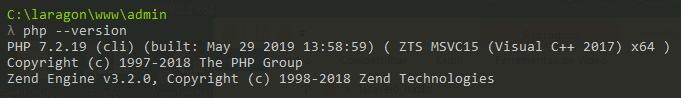 C:\laragon\www\admin
λ php --version
PHP 7.2.19 (cli) (built: May 29 2019 13:58:59) ( ZTS MSVC15 (Visual C++ 2017) x64 )
Copyright (c) 1997-2018 The PHP Group
Zend Engine v3.2.0, Copyright (c) 1998-2018 Zend Technologies